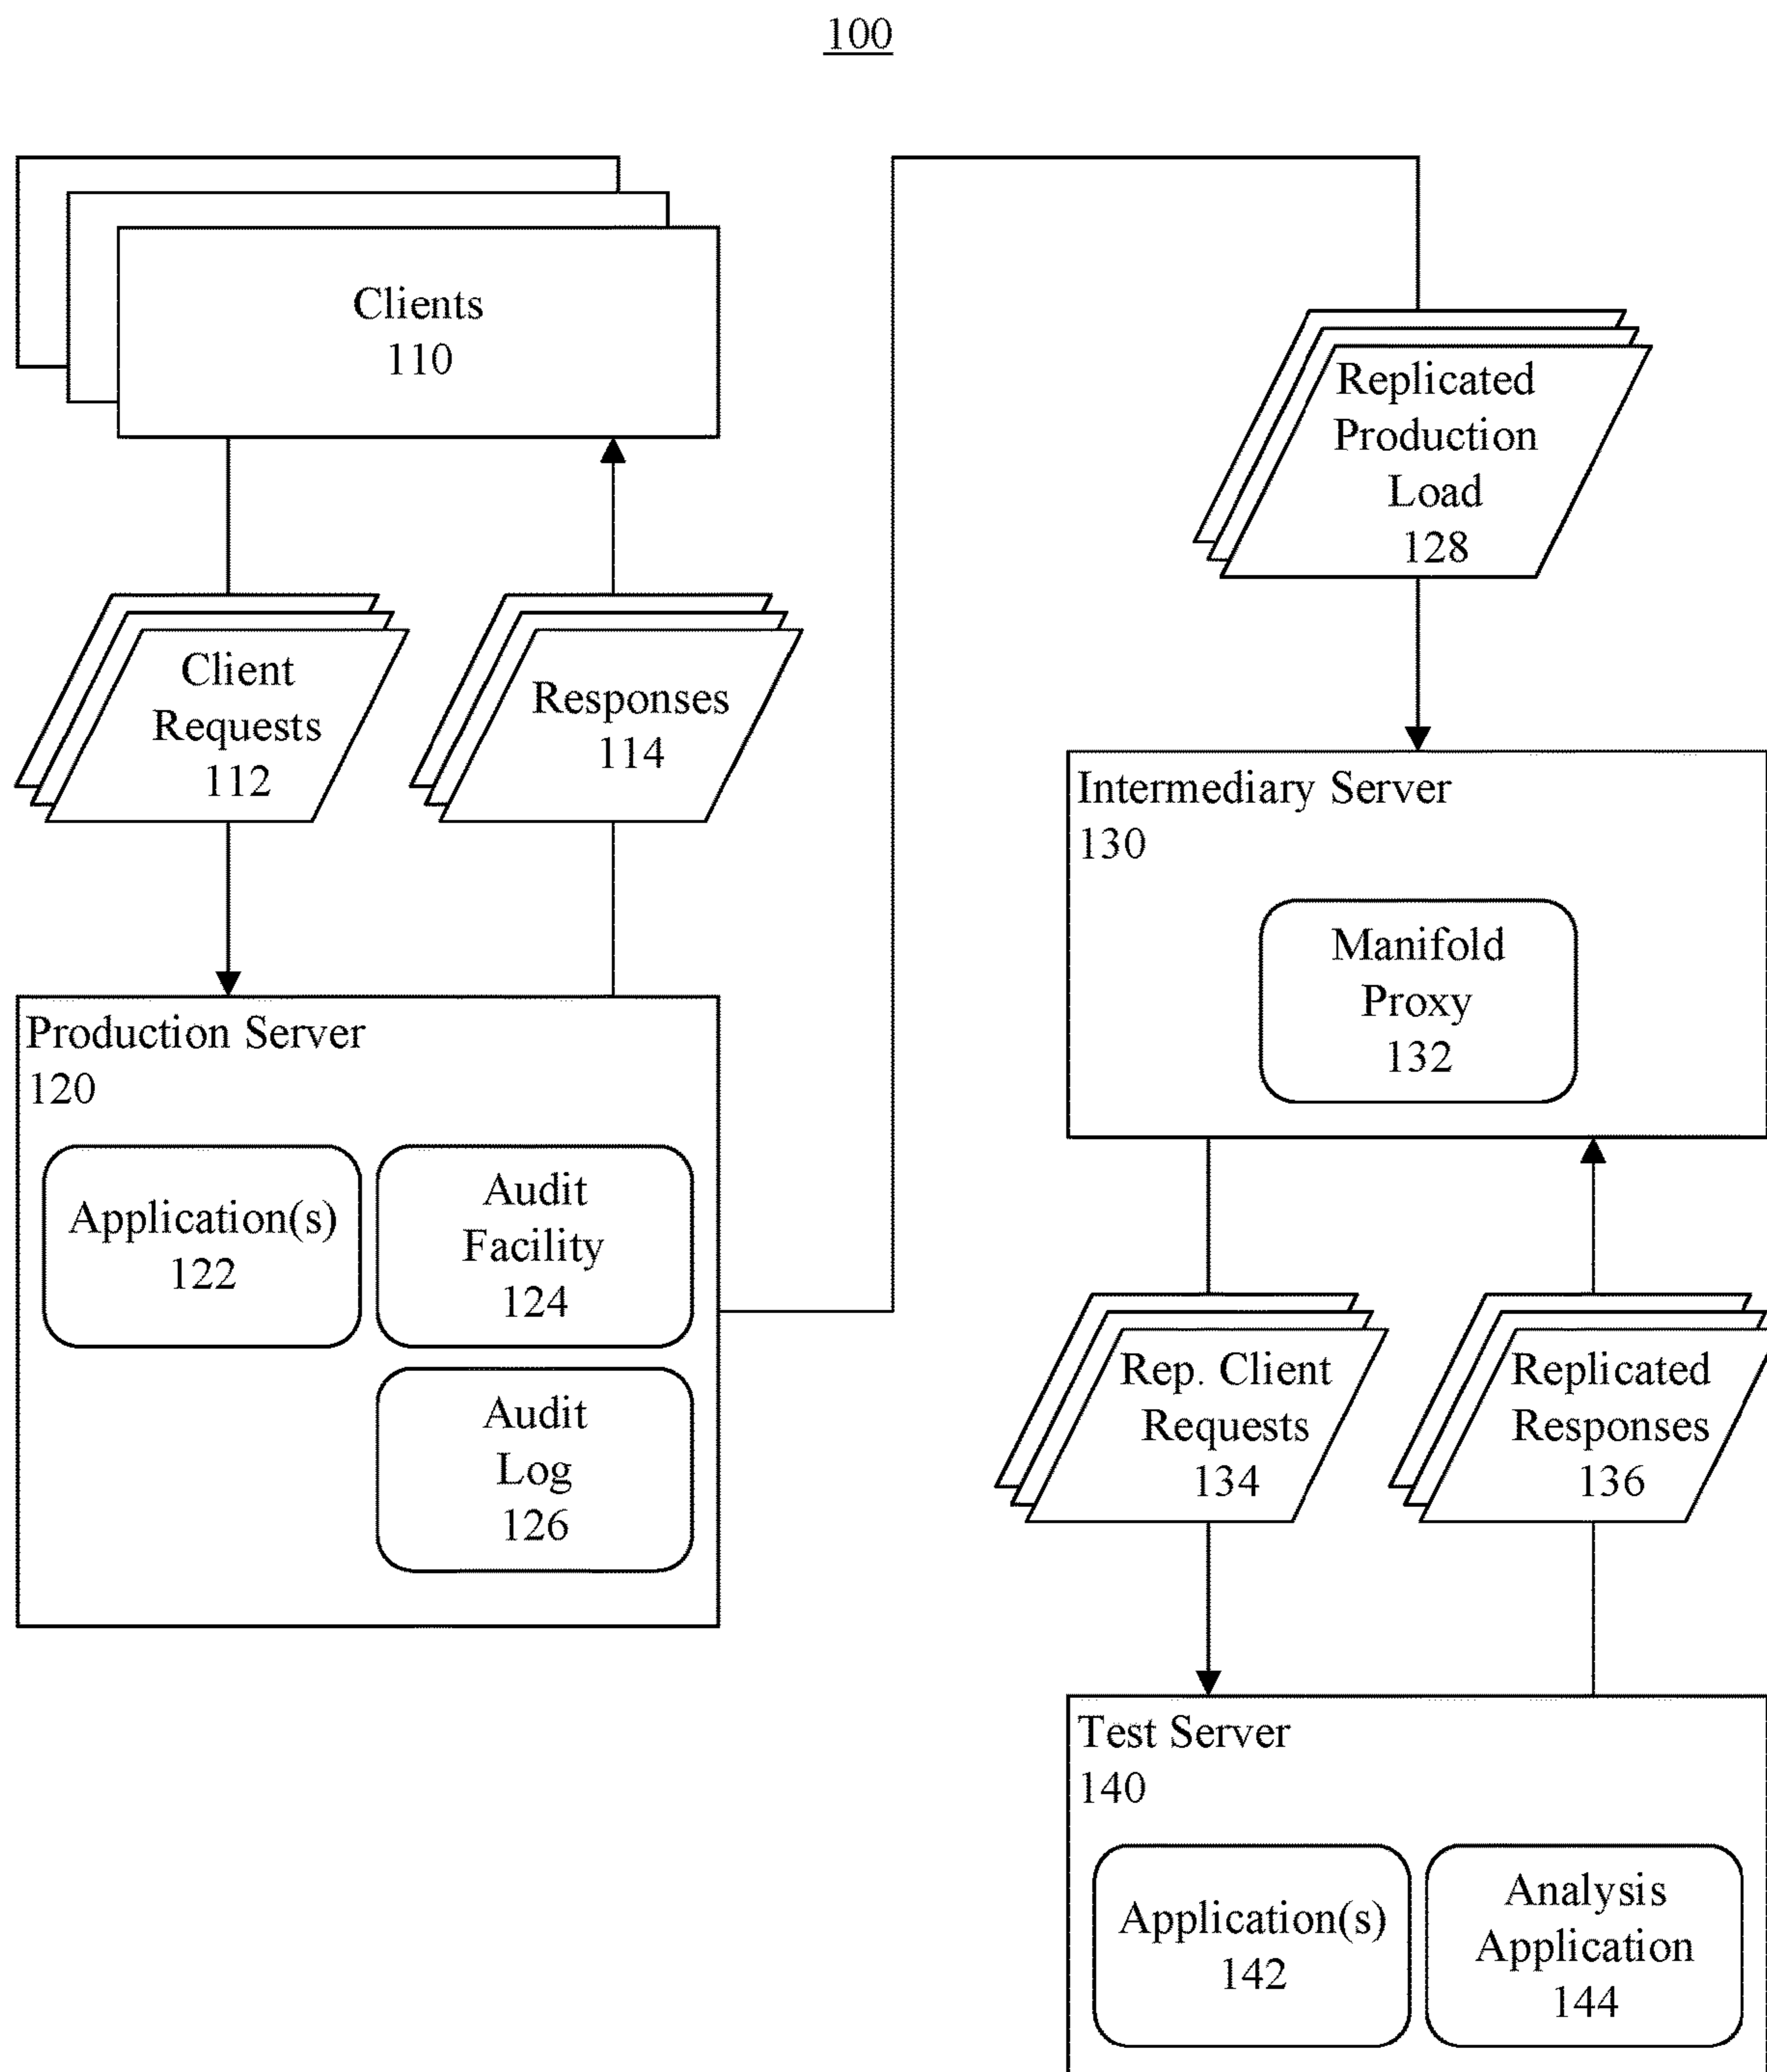 100
Clients
110
Client
Requests
112
Responses
114
Production Server
120
Application(s)
122
Audit
Facility
124
Audit
Log
126
Replicated
Production
Load
128
Intermediary Server
130
Manifold
Proxy
132
Rep. Client
Requests
134
Replicated
Responses
136
Test Server
140
Application(s)
142
Analysis
Application
144